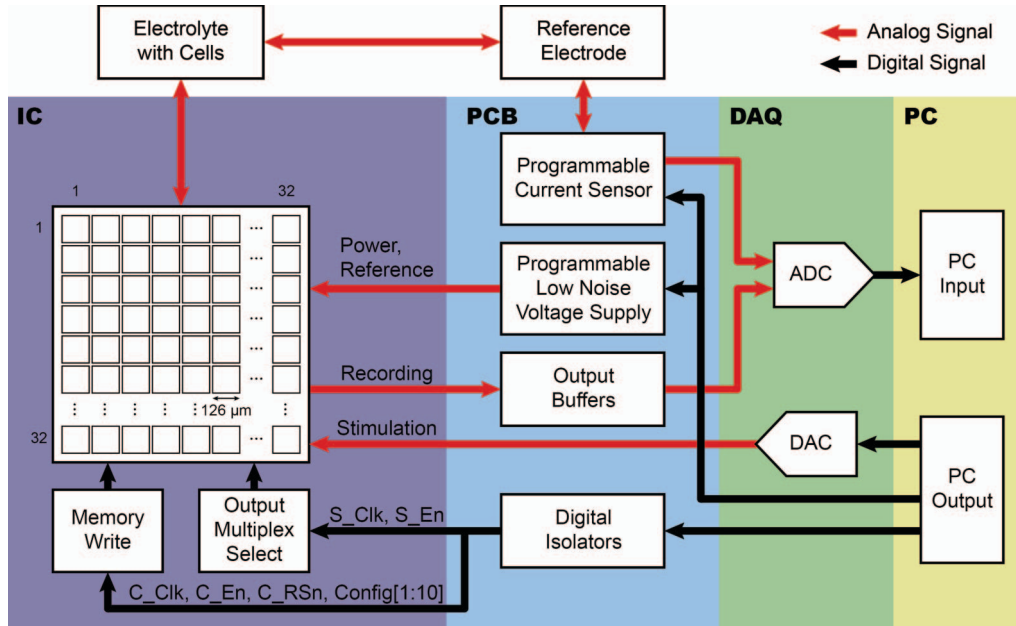 Electrolyte
with Cells
Reference
Electrode
Analog Signal
Digital Signal
IC
PCB
DAQ
PC
1
32
1
...
...
...
...
...
...
126 μm
32
...
Programmable
Current Sensor
Power,
Reference
Programmable
Low Noise
Voltage Supply
ADC
PC
Input
Recording
Output
Buffers
Stimulation
DAC
PC
Output
Memory
Write
Output
Multiplex
Select
S_Clk, S_En
Digital
Isolators
C_Clk, C_En, C_RSn, Config[1:10]